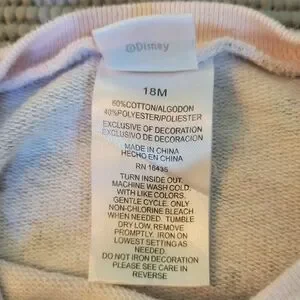 ©Disney
18M
60%COTTON/ALGODON
40%POLYESTER/POLIESTER
EXCLUSIVE OF DECORATION
EXCLUSIVO DE DECORACION
MADE IN CHINA
HECHO EN CHINA
RN 16435
TURN INSIDE OUT.
MACHINE WASH COLD,
WITH LIKE COLORS,
GENTLE CYCLE. ONLY
NON-CHLORINE BLEACH
WHEN NEEDED. TUMBLE
DRY LOW, REMOVE
PROMPTLY. IRON ON
LOWEST SETTING AS
NEEDED.
DO NOT IRON DECORATION
PLEASE SEE CARE IN
REVERSE